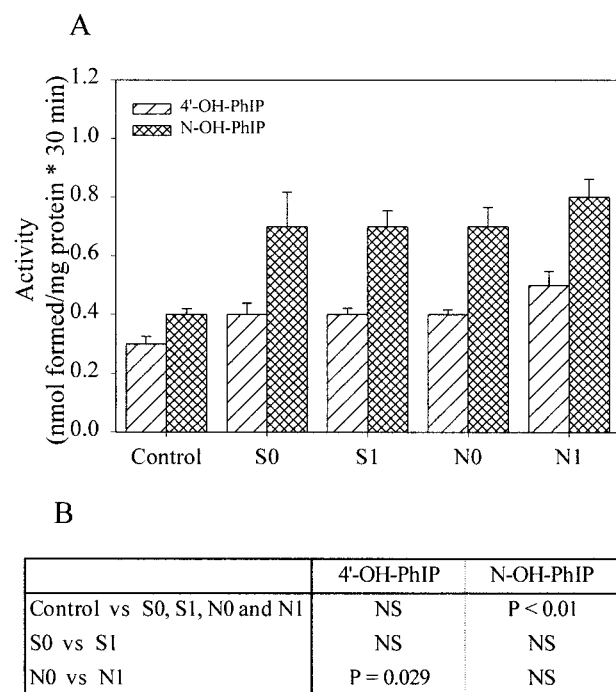 A
Activity
(nmol formed/mg protein * 30 min)
1.2
1.0
0.8
0.6
0.4
0.2
0.0
4'-OH-PhIP
N-OH-PhIP
Control S0 S1 N0 N1
B
4'-OH-PhIP N-OH-PhIP
Control vs S0, S1, N0 and N1 NS P < 0.01
S0 vs S1 NS NS
N0 vs N1 P = 0.029 NS